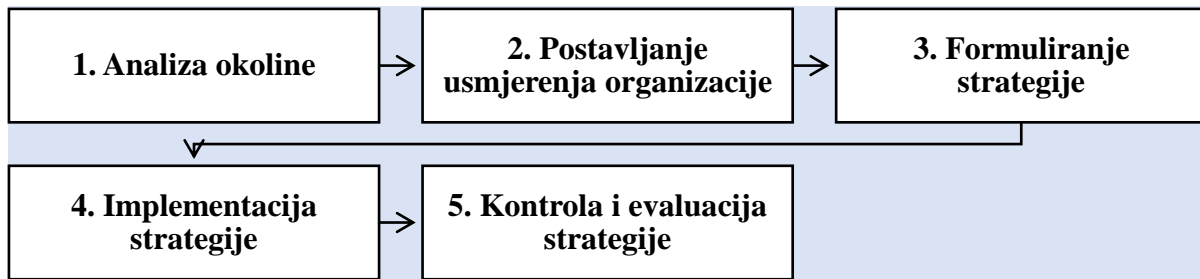 1. Analiza okoline
2. Postavljanje
usmjerenja organizacije
3. Formuliranje
strategije
4. Implementacija
strategije
5. Kontrola i evaluacija
strategije